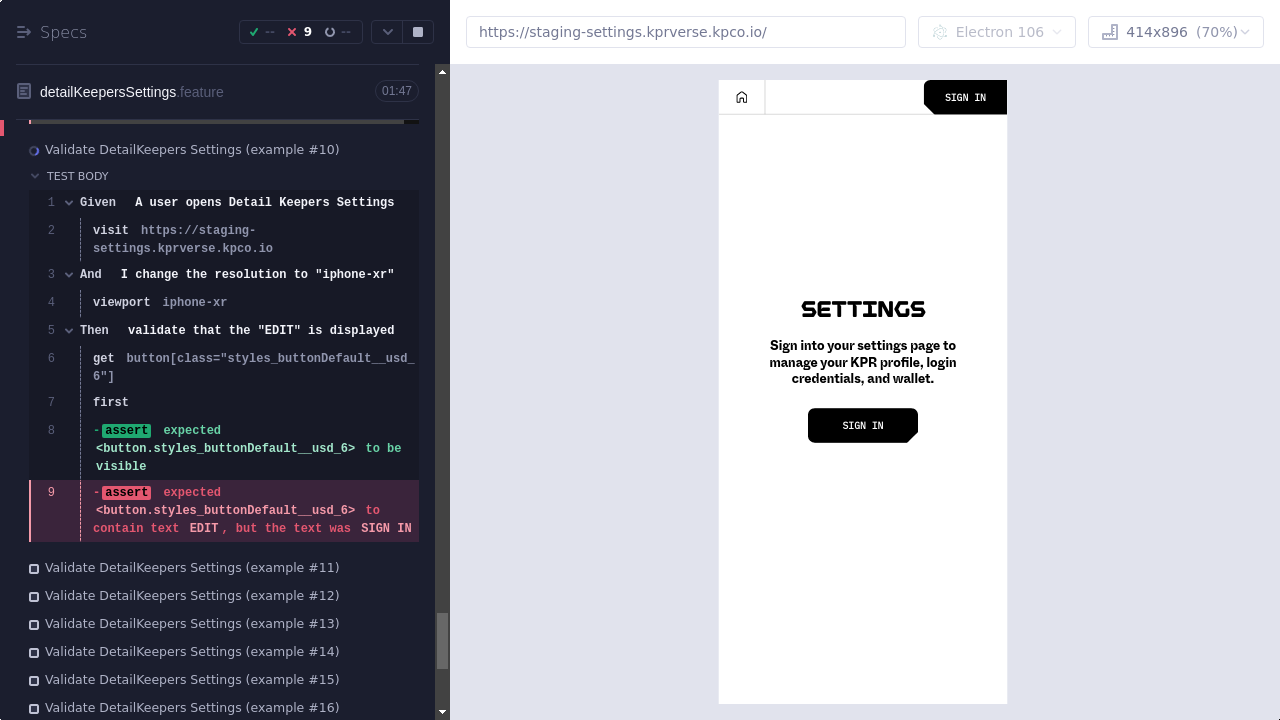 Specs
-- 9 --
https://staging-settings.kprverse.kpco.io/
Electron 106
414x896 (70%)
detailKeepersSettings.feature
01:47
Validate DetailKeepers Settings (example #10)
TEST BODY
1 Given A user opens Detail Keepers Settings
2 visit https://staging-
settings.kprverse.kpco.io
3 And I change the resolution to "iphone-xr"
4 viewport iphone-xr
5 Then validate that the "EDIT" is displayed
6 get button[class="styles_buttonDefault__usd_
6"]
7 first
8 -assert expected
<button.styles_buttonDefault__usd_6> to be
visible
9 -assert expected
<button.styles_buttonDefault__usd_6> to
contain text EDIT, but the text was SIGN IN
Validate DetailKeepers Settings (example #11)
Validate DetailKeepers Settings (example #12)
Validate DetailKeepers Settings (example #13)
Validate DetailKeepers Settings (example #14)
Validate DetailKeepers Settings (example #15)
Validate DetailKeepers Settings (example #16)
SIGN IN
SETTINGS
Sign into your settings page to
manage your KPR profile, login
credentials, and wallet.
SIGN IN